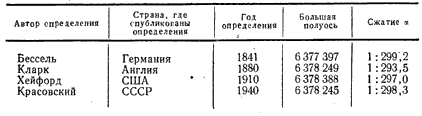 Автор определения Страна, где опубликованы определения Год определения Большая полуось Сжатие α
Бессель Германия 1841 6 377 397 1 : 299,2
Кларк Англия 1880 6 378 249 1 : 293,5
Хейфорд США 1910 6 378 388 1 : 297,0
Красовский СССР 1940 6 378 245 1 : 298,3